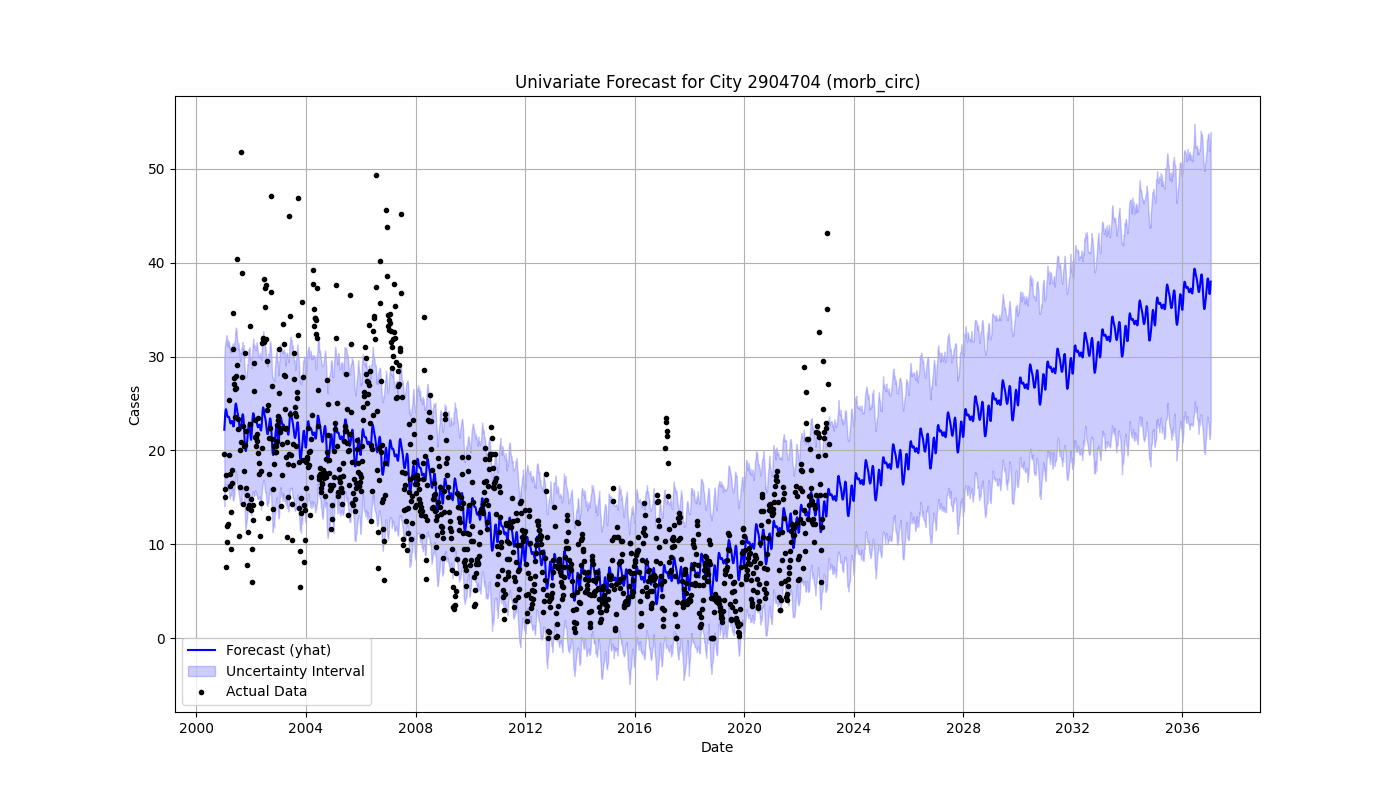 Univariate Forecast for City 2904704 (morb_circ)
Cases
50
40
30
20
10
0
Forecast (yhat)
Uncertainty Interval
Actual Data
2000 2004 2008 2012 2016 2020 2024 2028 2032 2036
Date